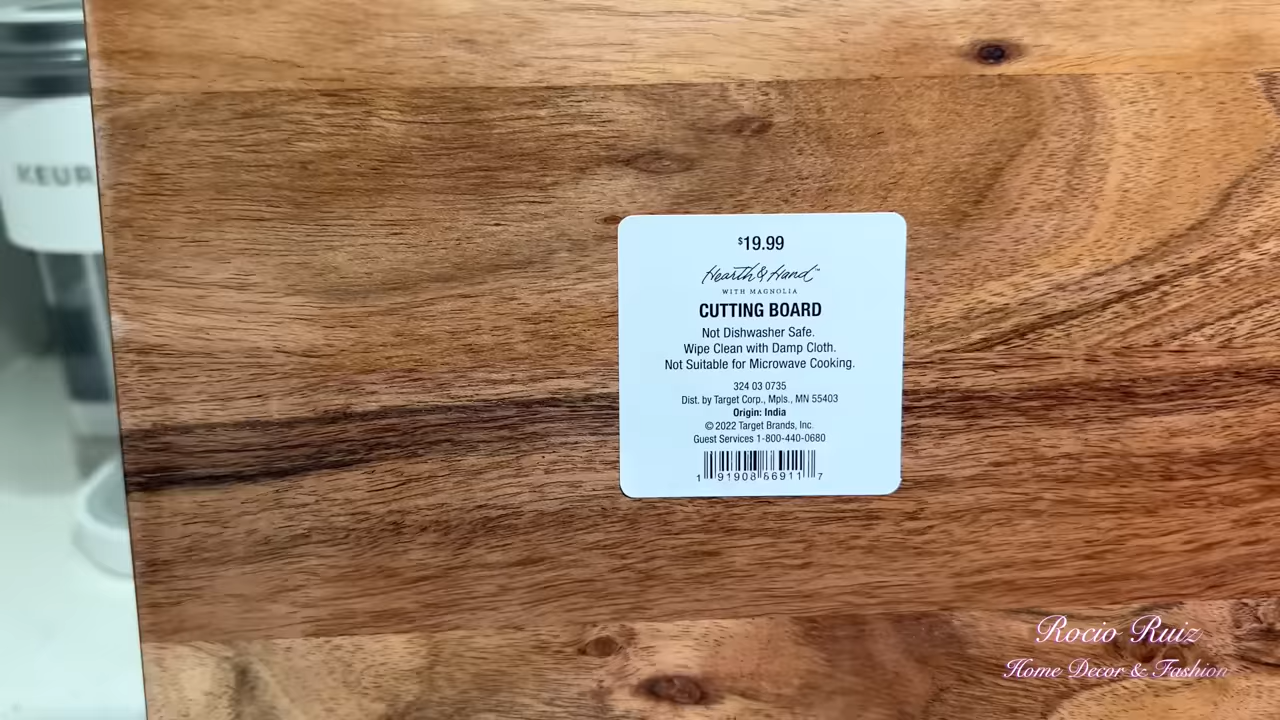 KEUR
$19.99
Hearth & Hand™
WITH MAGNOLIA
CUTTING BOARD
Not Dishwasher Safe.
Wipe Clean with Damp Cloth.
Not Suitable for Microwave Cooking.
324 03 0735
Dist. by Target Corp., Mpls., MN 55403
Origin: India
© 2022 Target Brands, Inc.
Guest Services 1-800-440-0680
1 91908 66911 7
Rocio Ruiz
Home Decor & Fashion